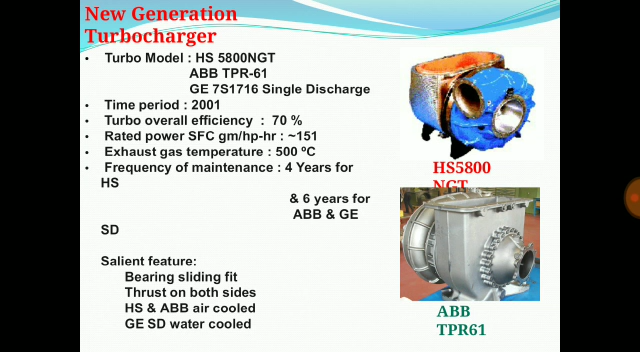 New Generation
Turbocharger
• Turbo Model : HS 5800NGT
ABB TPR-61
GE 7S1716 Single Discharge
• Time period : 2001
• Turbo overall efficiency : 70 %
• Rated power SFC gm/hp-hr : ~151
• Exhaust gas temperature : 500 ºC
• Frequency of maintenance : 4 Years for
HS
& 6 years for
ABB & GE
SD
Salient feature:
Bearing sliding fit
Thrust on both sides
HS & ABB air cooled
GE SD water cooled
HS5800
NGT
ABB
TPR61